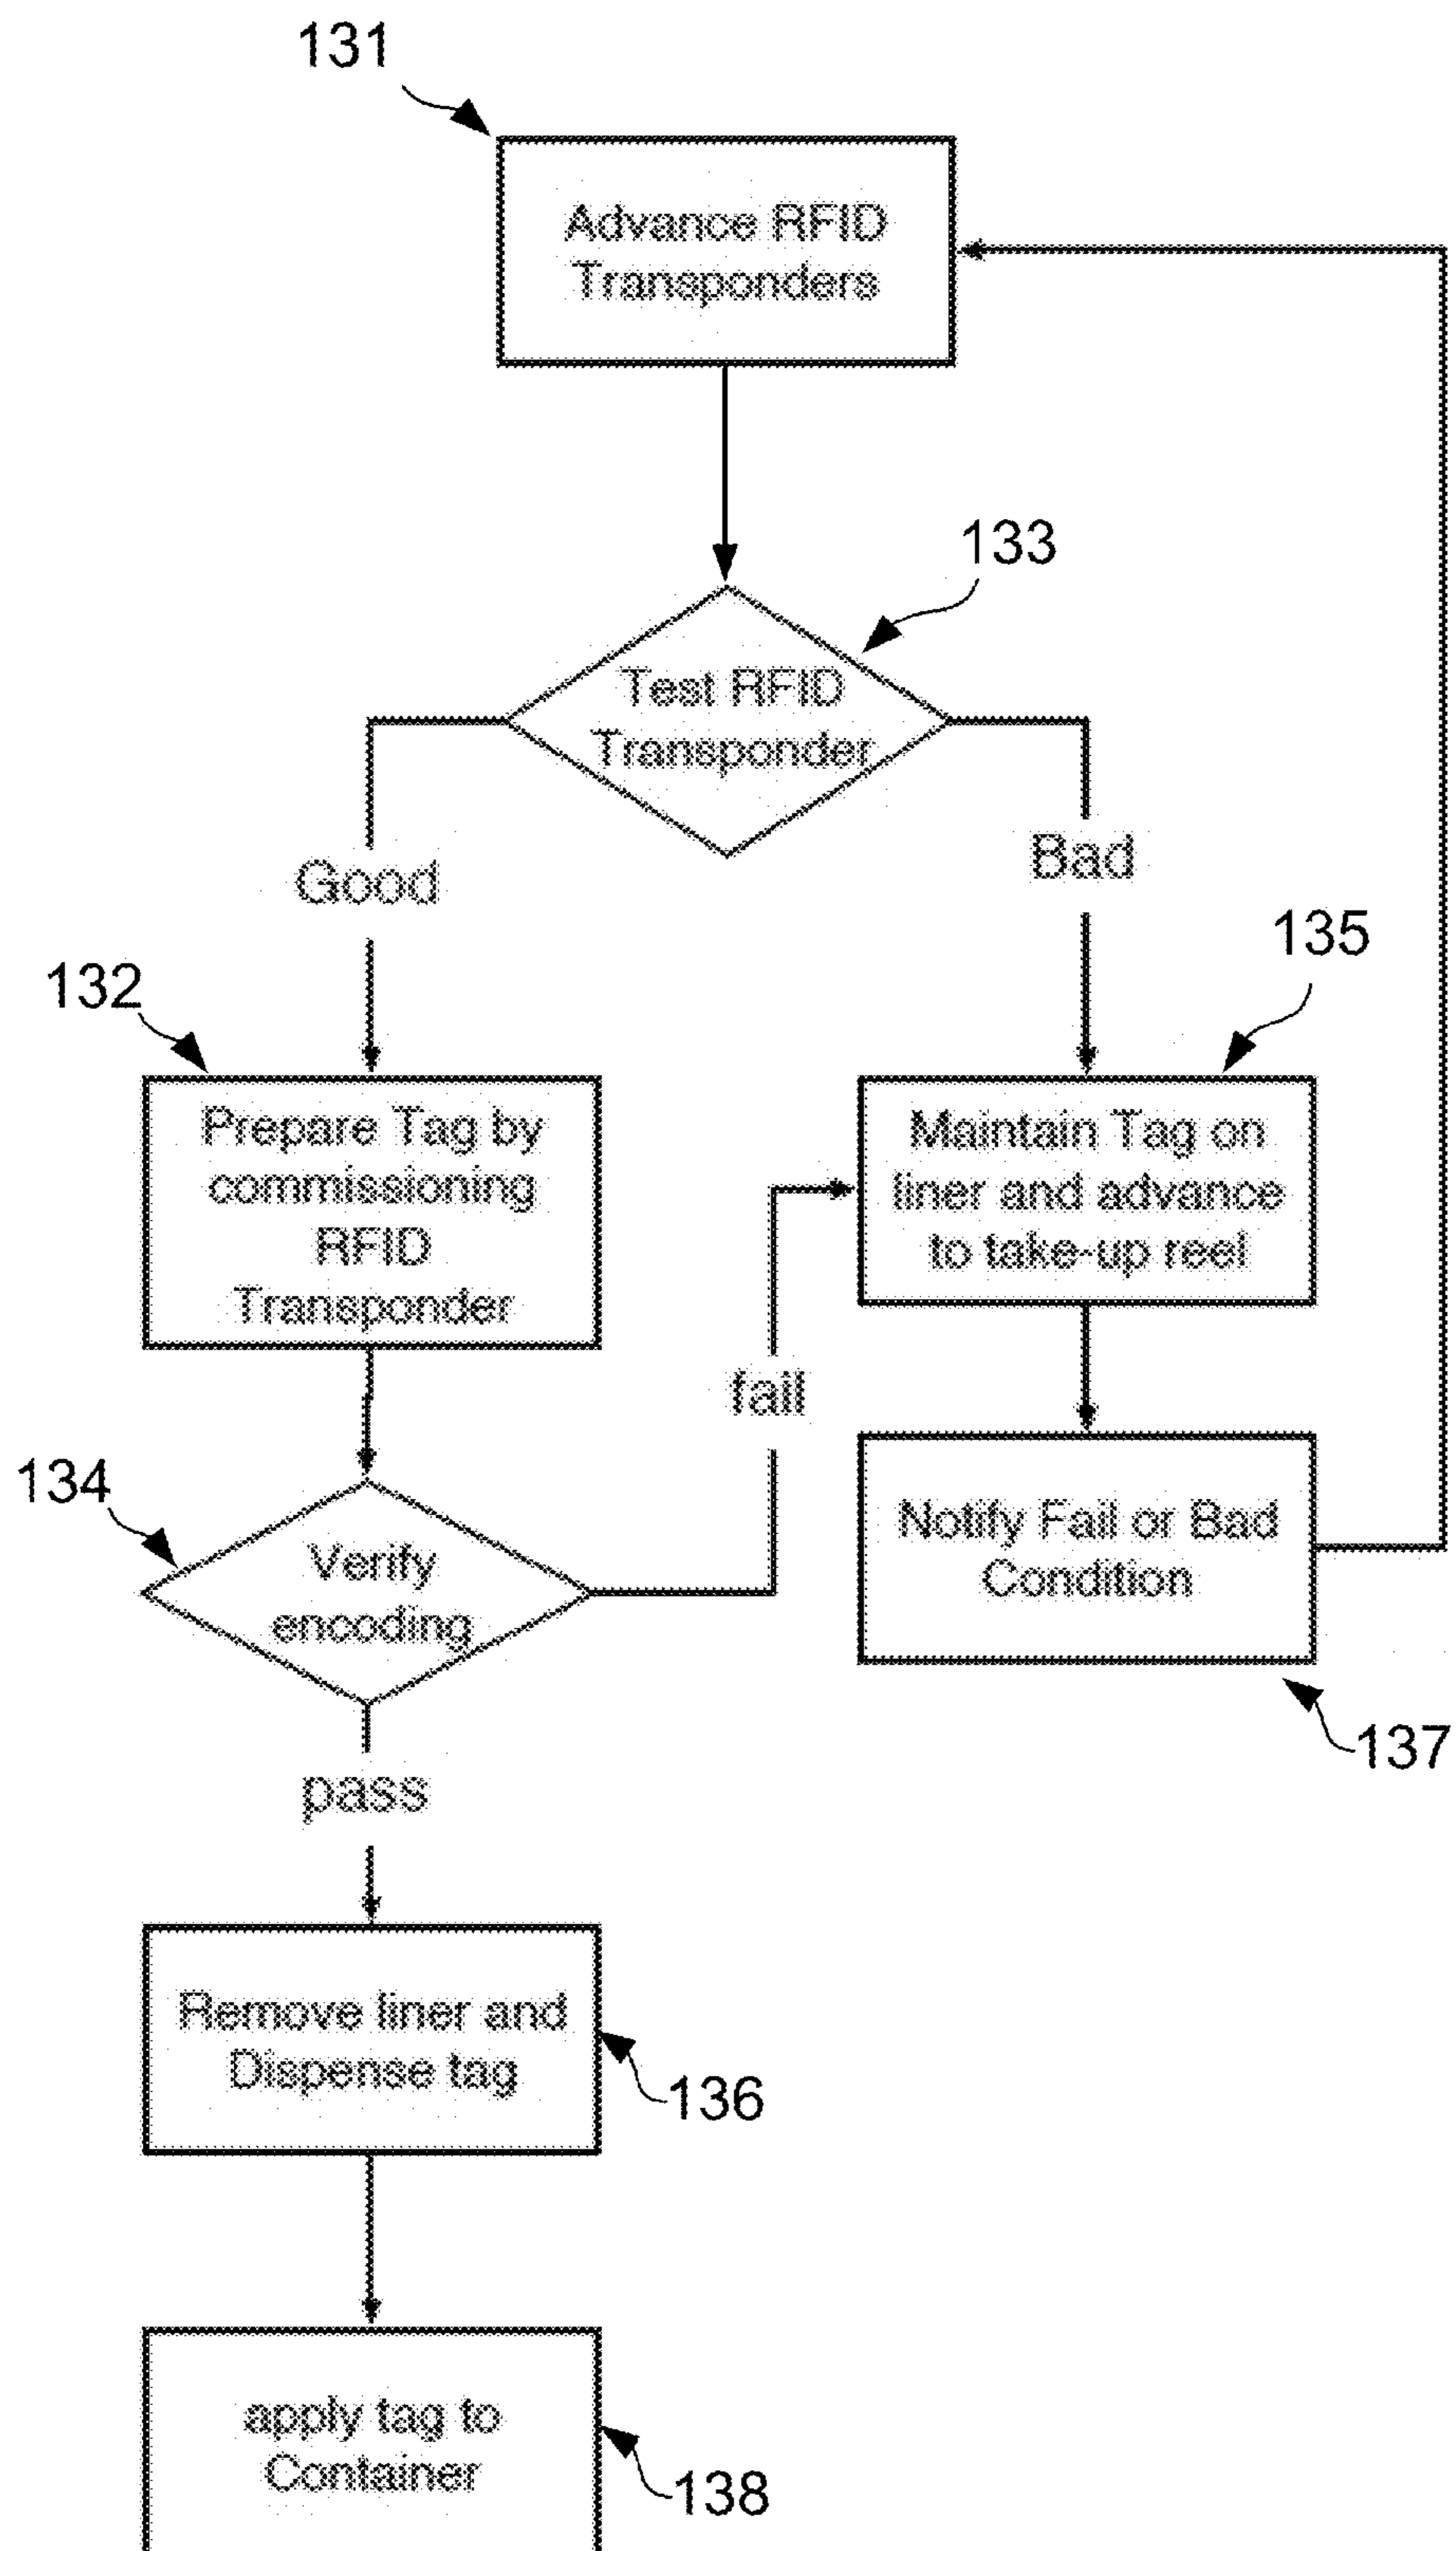 131
Advance RFID
Transponders
133
Test RFID
Transponder
Good
Bad
132
135
Prepare Tag by
commissioning
RFID
Transponder
Maintain Tag on
liner and advance
to take-up reel
fail
134
Verify
encoding
Notify Fail or Bad
Condition
137
pass
Remove liner and
Dispense tag
136
apply tag to
Container
138